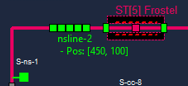 ST[5] Frostel
nsline-2
- Pos: [450, 100]
S-ns-1
S-co-8